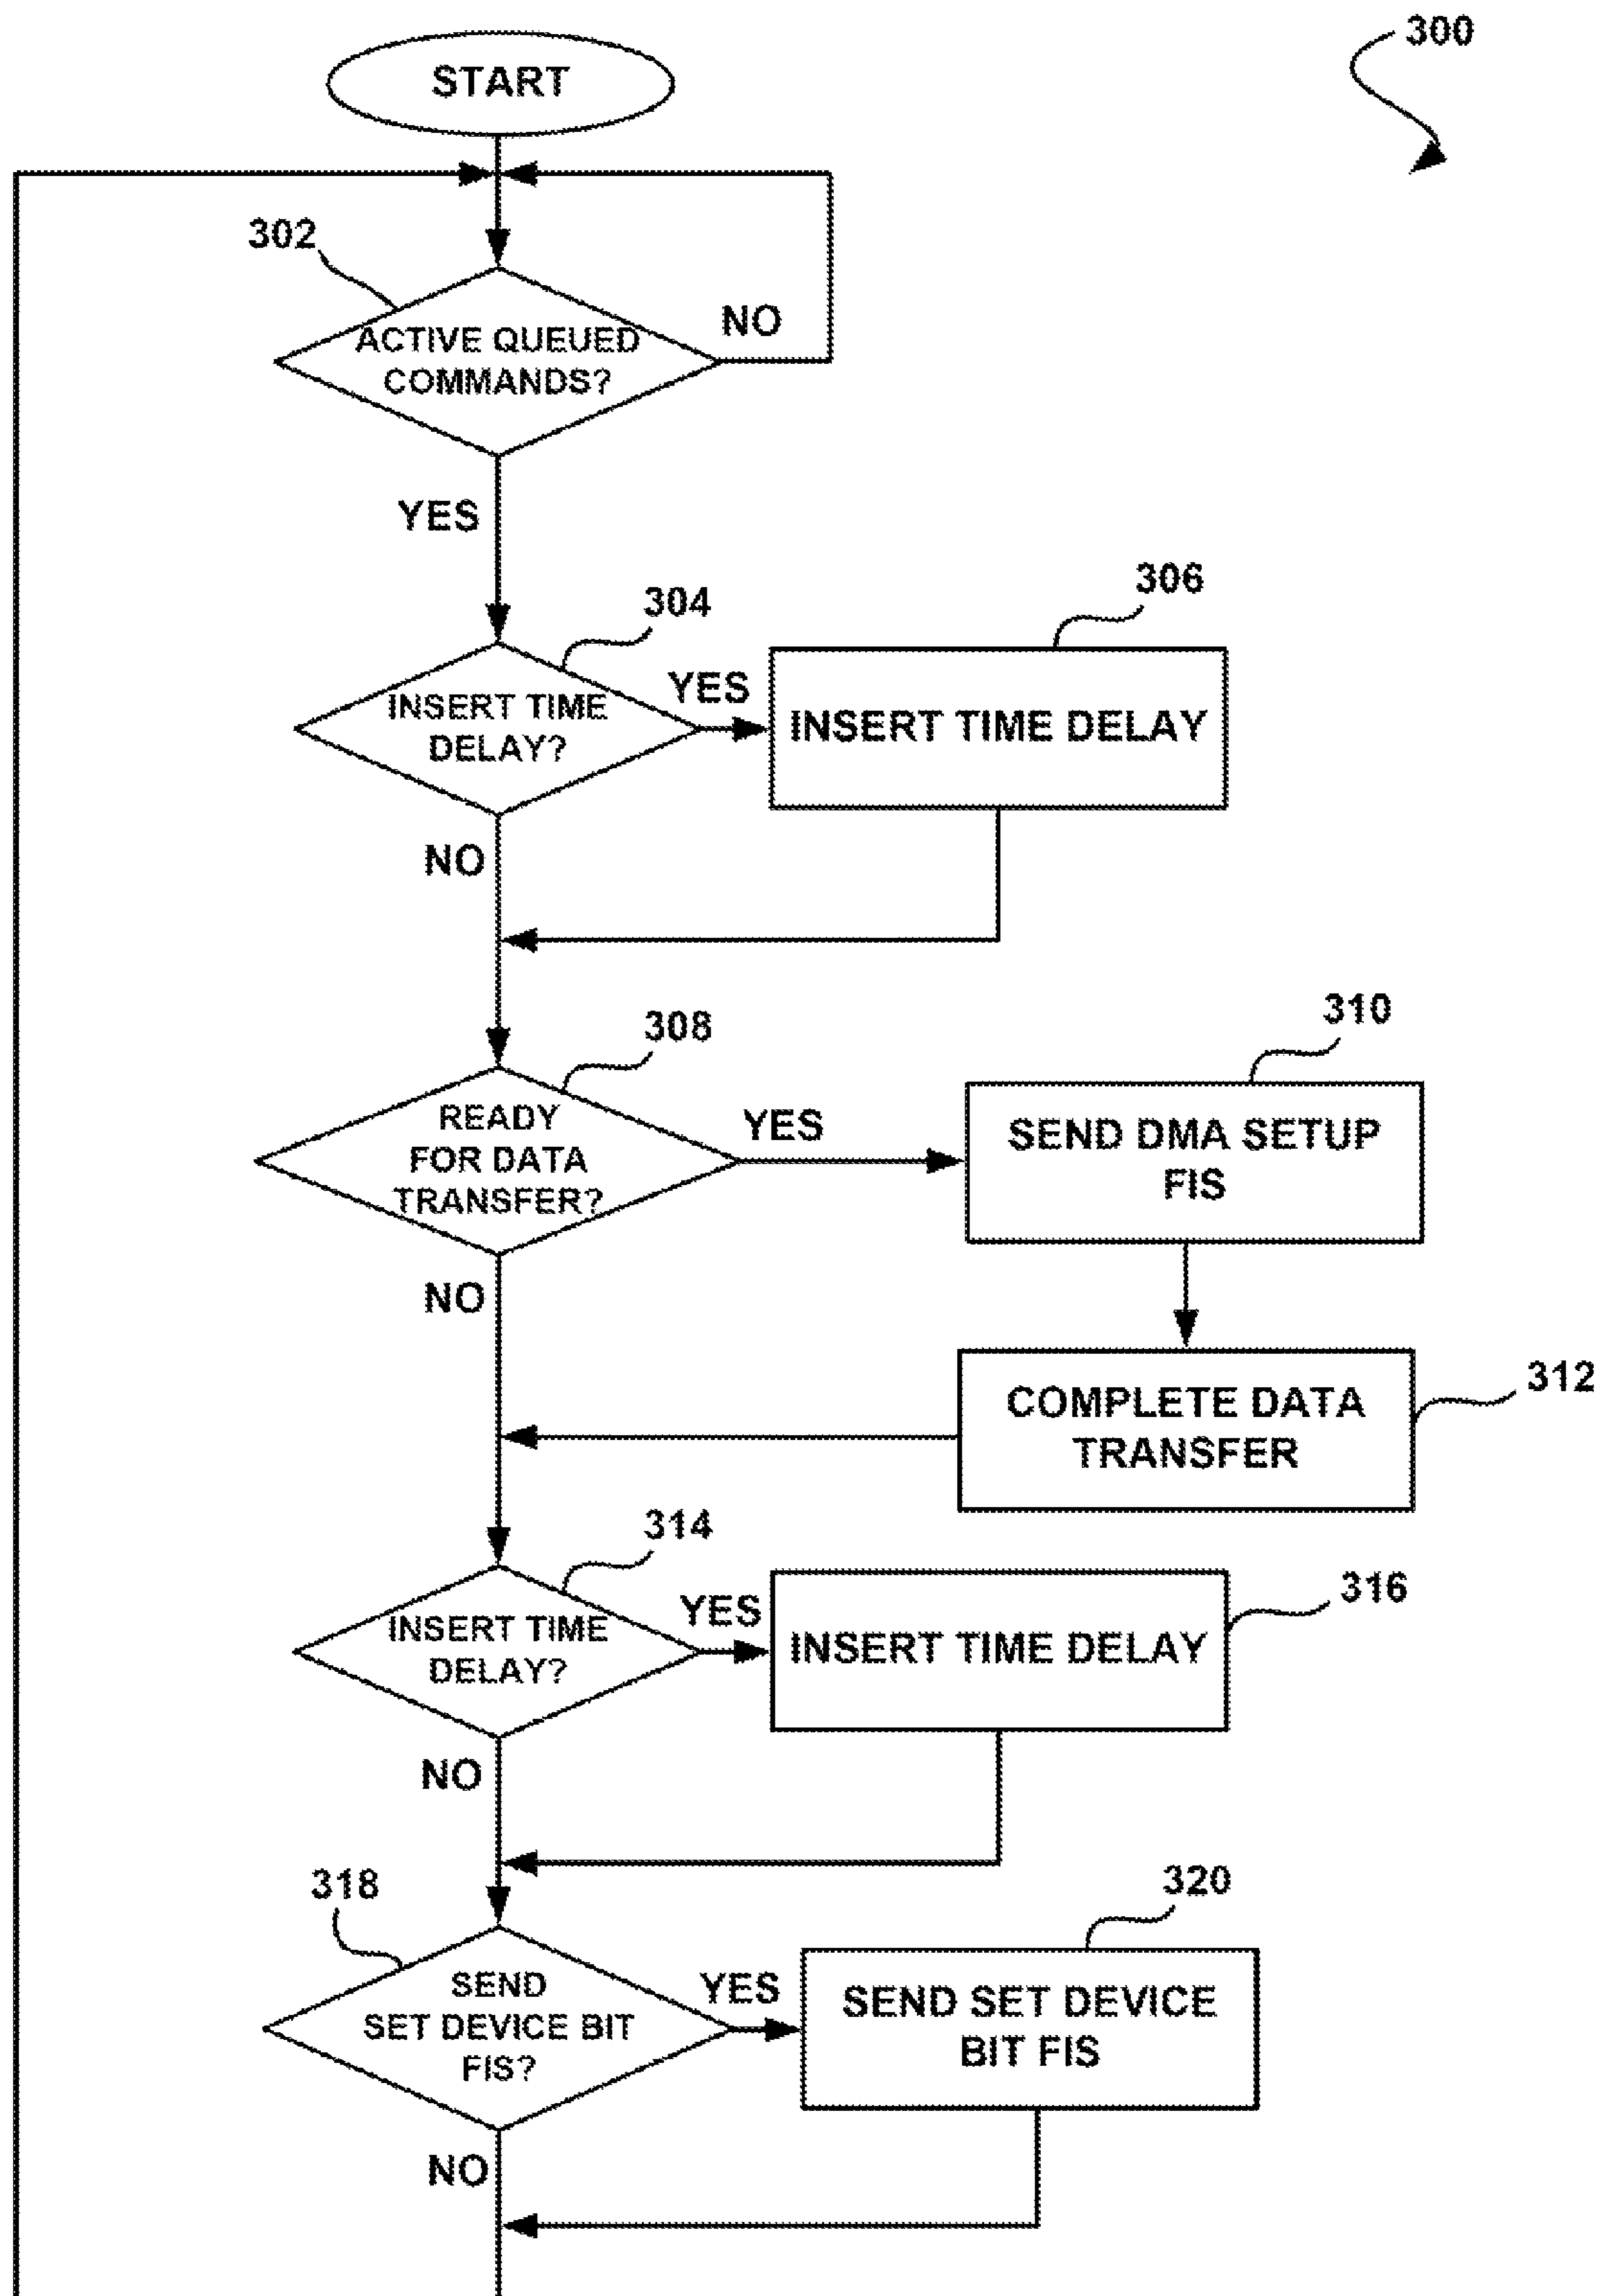 300
START
302
ACTIVE QUEUED
COMMANDS?
NO
YES
304
306
INSERT TIME
DELAY?
YES
INSERT TIME DELAY
NO
308
310
READY
FOR DATA
TRANSFER?
YES
SEND DMA SETUP
FIS
NO
312
COMPLETE DATA
TRANSFER
314
316
INSERT TIME
DELAY?
YES
INSERT TIME DELAY
NO
318
320
SEND
SET DEVICE BIT
FIS?
YES
SEND SET DEVICE
BIT FIS
NO